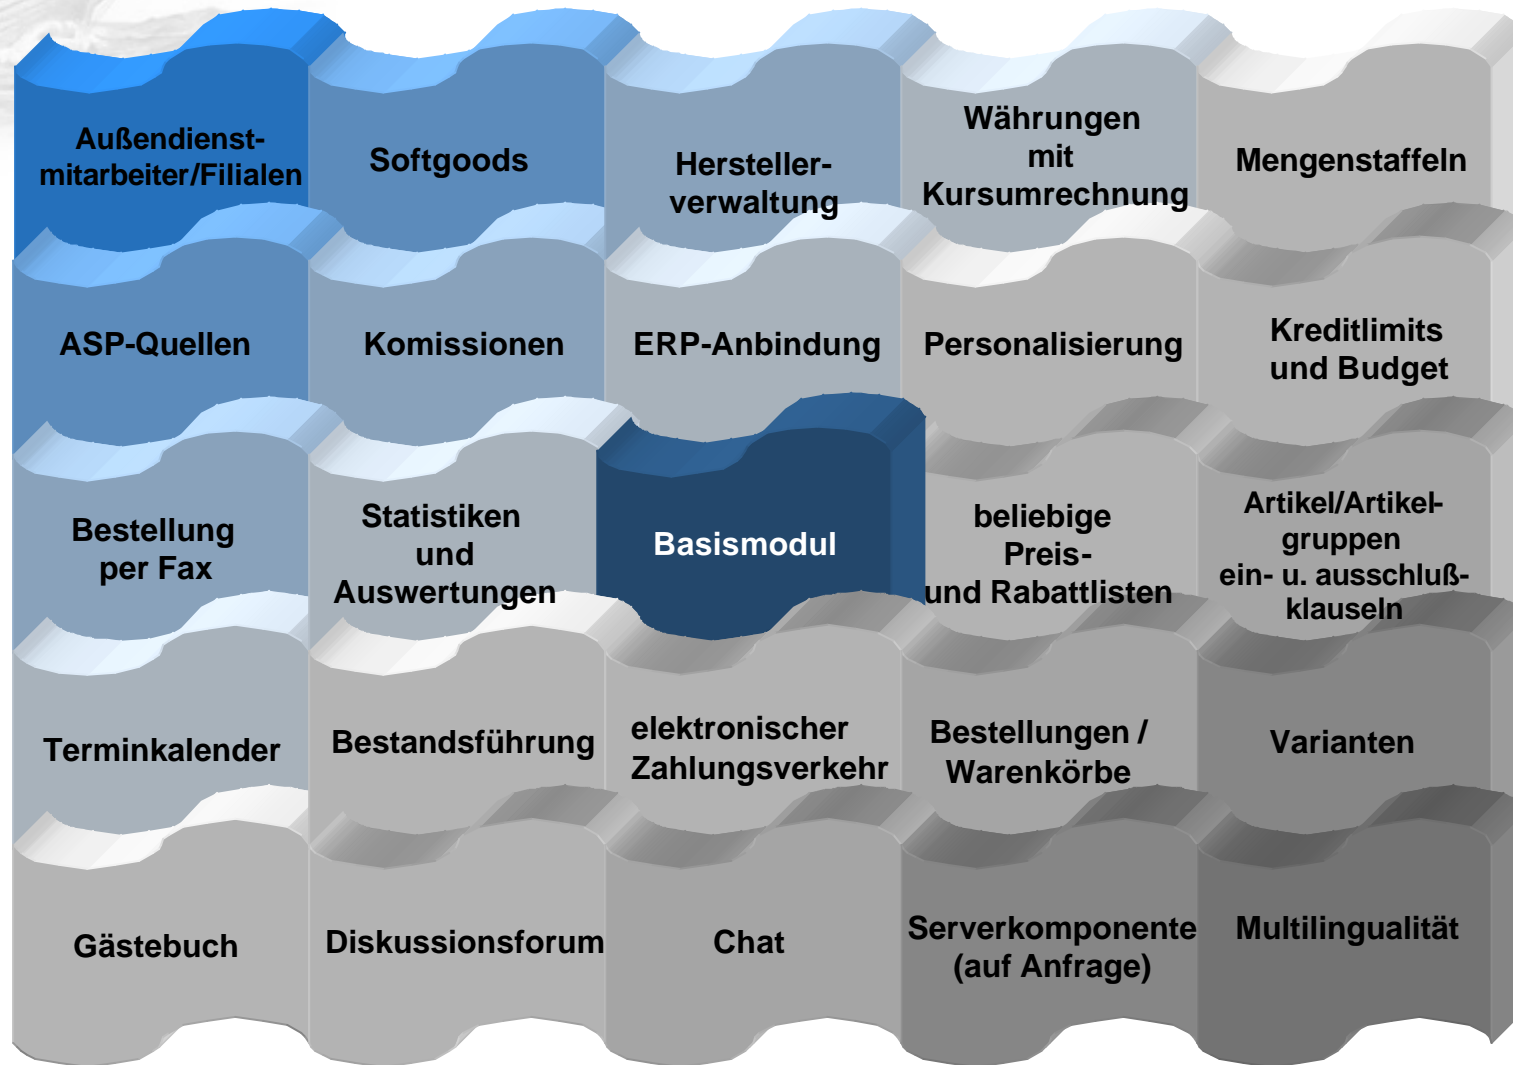 Außendienst-
mitarbeiter/Filialen
Softgoods
Hersteller-
verwaltung
Währungen
mit
Kursumrechnung
Mengenstaffeln
ASP-Quellen
Komissionen
ERP-Anbindung
Personalisierung
Kreditlimits
und Budget
Bestellung
per Fax
Statistiken
und
Auswertungen
Basismodul
beliebige
Preis-
und Rabattlisten
Artikel/Artikel-
gruppen
ein- u. ausschluß-
klauseln
Terminkalender
Bestandsführung
elektronischer
Zahlungsverkehr
Bestellungen /
Warenkörbe
Varianten
Gästebuch
Diskussionsforum
Chat
Serverkomponente
(auf Anfrage)
Multilingualität